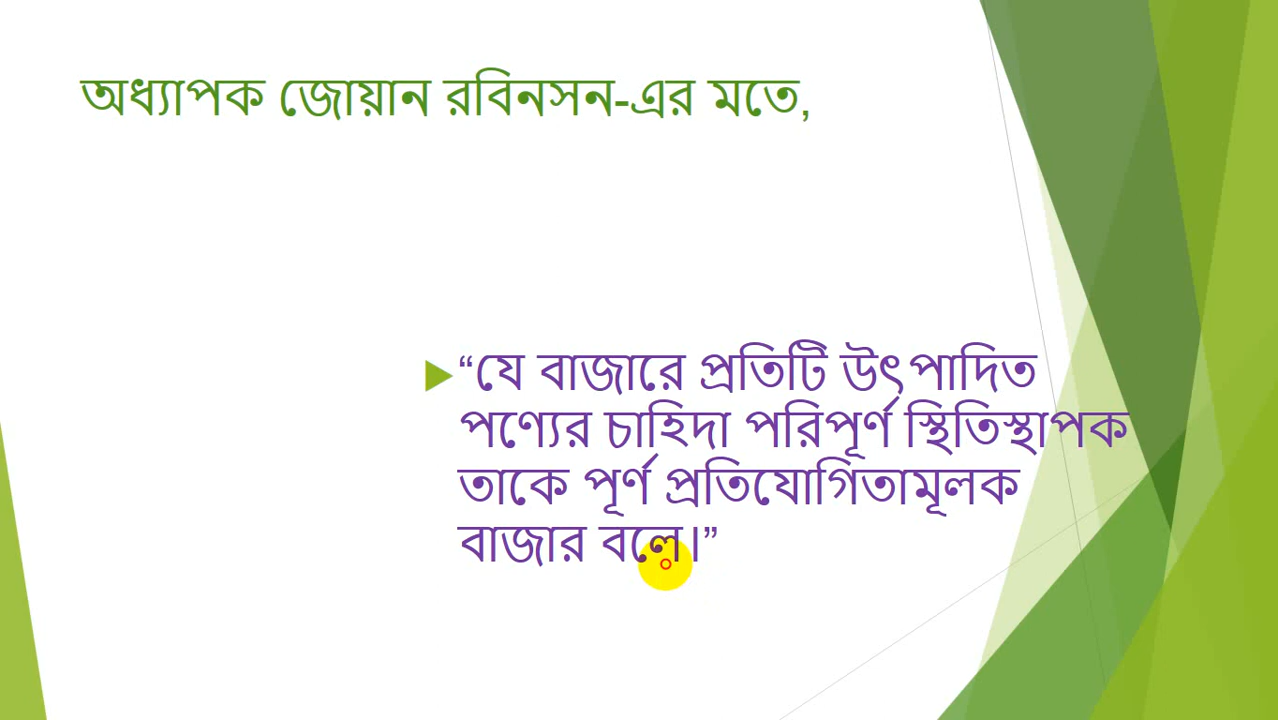 অধ্যাপক জোয়ান রবিনসন-এর মতে,
“যে বাজারে প্রতিটি উৎপাদিত
পণ্যের চাহিদা পরিপূর্ণ স্থিতিস্থাপক
তাকে পূর্ণ প্রতিযোগিতামূলক
বাজার বলে।”